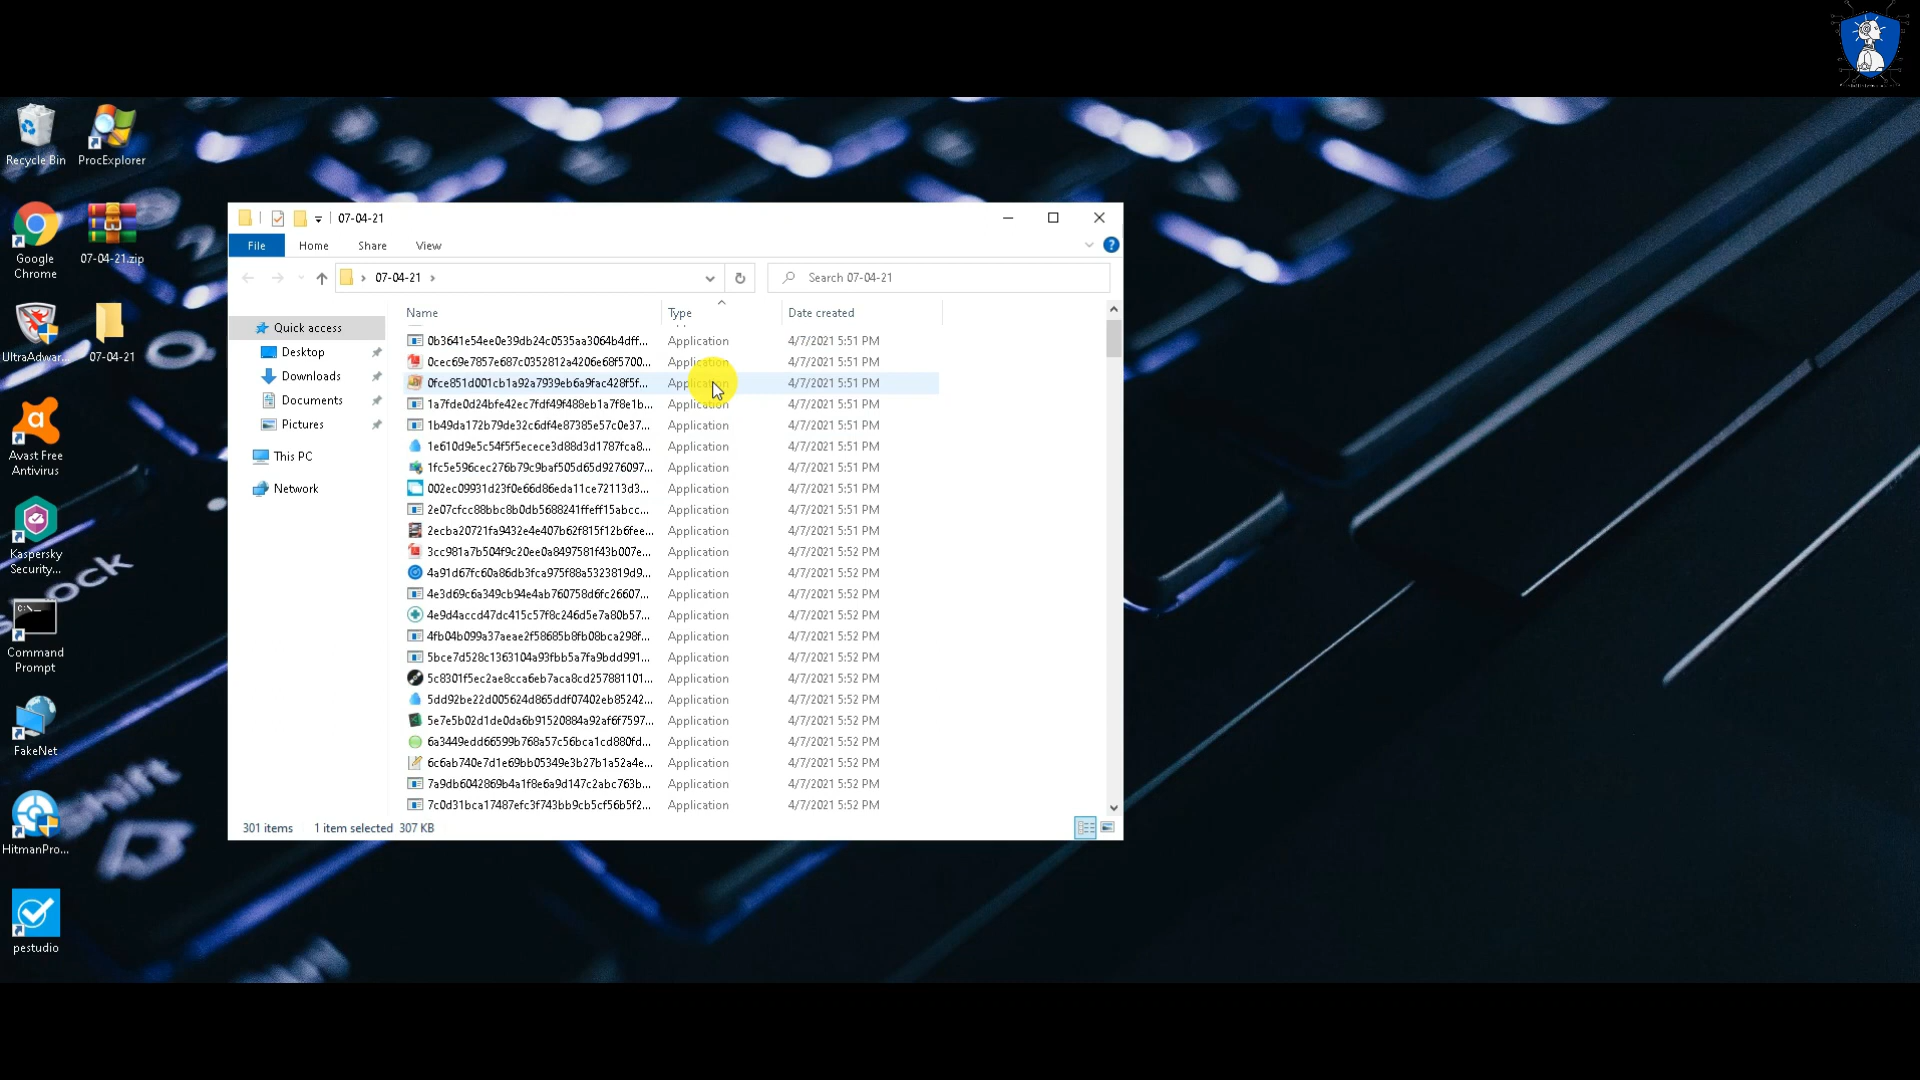 Recycle Bin
ProcExplorer
Google
Chrome
07-04-21.zip
UltraAdwar...
07-04-21
Avast Free
Antivirus
Kaspersky
Security...
Command
Prompt
FakeNet
HitmanPro...
pestudio
07-04-21
File Home Share View
07-04-21
Search 07-04-21
Quick access
Desktop
Downloads
Documents
Pictures
This PC
Network
Name Type Date created
0b3641e54ee0e39db24c0535aa3064b4dff... Application 4/7/2021 5:51 PM
0cec69e7857e687c0352812a4206e68f5700... Application 4/7/2021 5:51 PM
0fce851d001cb1a92a7939eb6a9fac428f5f... Application 4/7/2021 5:51 PM
1a7fde0d24bfe42ec7fdf49f488eb1a7f8e1b... Application 4/7/2021 5:51 PM
1b49da172b79de32c6df4e87385e57c0e37... Application 4/7/2021 5:51 PM
1e610d9e5c54f5f5ecece3d88d3d1787fca8... Application 4/7/2021 5:51 PM
1fc5e596cec276b79c9baf505d65d9276097... Application 4/7/2021 5:51 PM
002ec09931d23f0e66d86eda11ce72113d3... Application 4/7/2021 5:51 PM
2e07cfcc88bbc8b0db5688241ffeff15abcc... Application 4/7/2021 5:51 PM
2ecba20721fa9432e4e407b62f815f12b6fee... Application 4/7/2021 5:51 PM
3cc981a7b504f9c20ee0a8497581f43b007e... Application 4/7/2021 5:52 PM
4a91d67fc60a86db3fca975f88a5323819d9... Application 4/7/2021 5:52 PM
4e3d69c6a349cb94e4ab760758d6fc26607... Application 4/7/2021 5:52 PM
4e9d4accd47dc415c57f8c246d5e7a80b57... Application 4/7/2021 5:52 PM
4fb04b099a37aeae2f58685b8fb08bca298f... Application 4/7/2021 5:52 PM
5bce7d528c1363104a93fbb5a7fa9bdd991... Application 4/7/2021 5:52 PM
5c8301f5ec2ae8cca6eb7aca8cd257881101... Application 4/7/2021 5:52 PM
5dd92be22d005624d865ddf07402eb85242... Application 4/7/2021 5:52 PM
5e7e5b02d1de0da6b91520884a92af6f7597... Application 4/7/2021 5:52 PM
6a3449edd66599b768a57c56bca1cd880fd... Application 4/7/2021 5:52 PM
6c6ab740e7d1e69bb05349e3b27b1a52a4e... Application 4/7/2021 5:52 PM
7a9db6042869b4a1f8e6a9d147c2abc763b... Application 4/7/2021 5:52 PM
7c0d31bca17487efc3f743bb9cb5cf56b5f2... Application 4/7/2021 5:52 PM
301 items 1 item selected 307 KB
ock
Shift